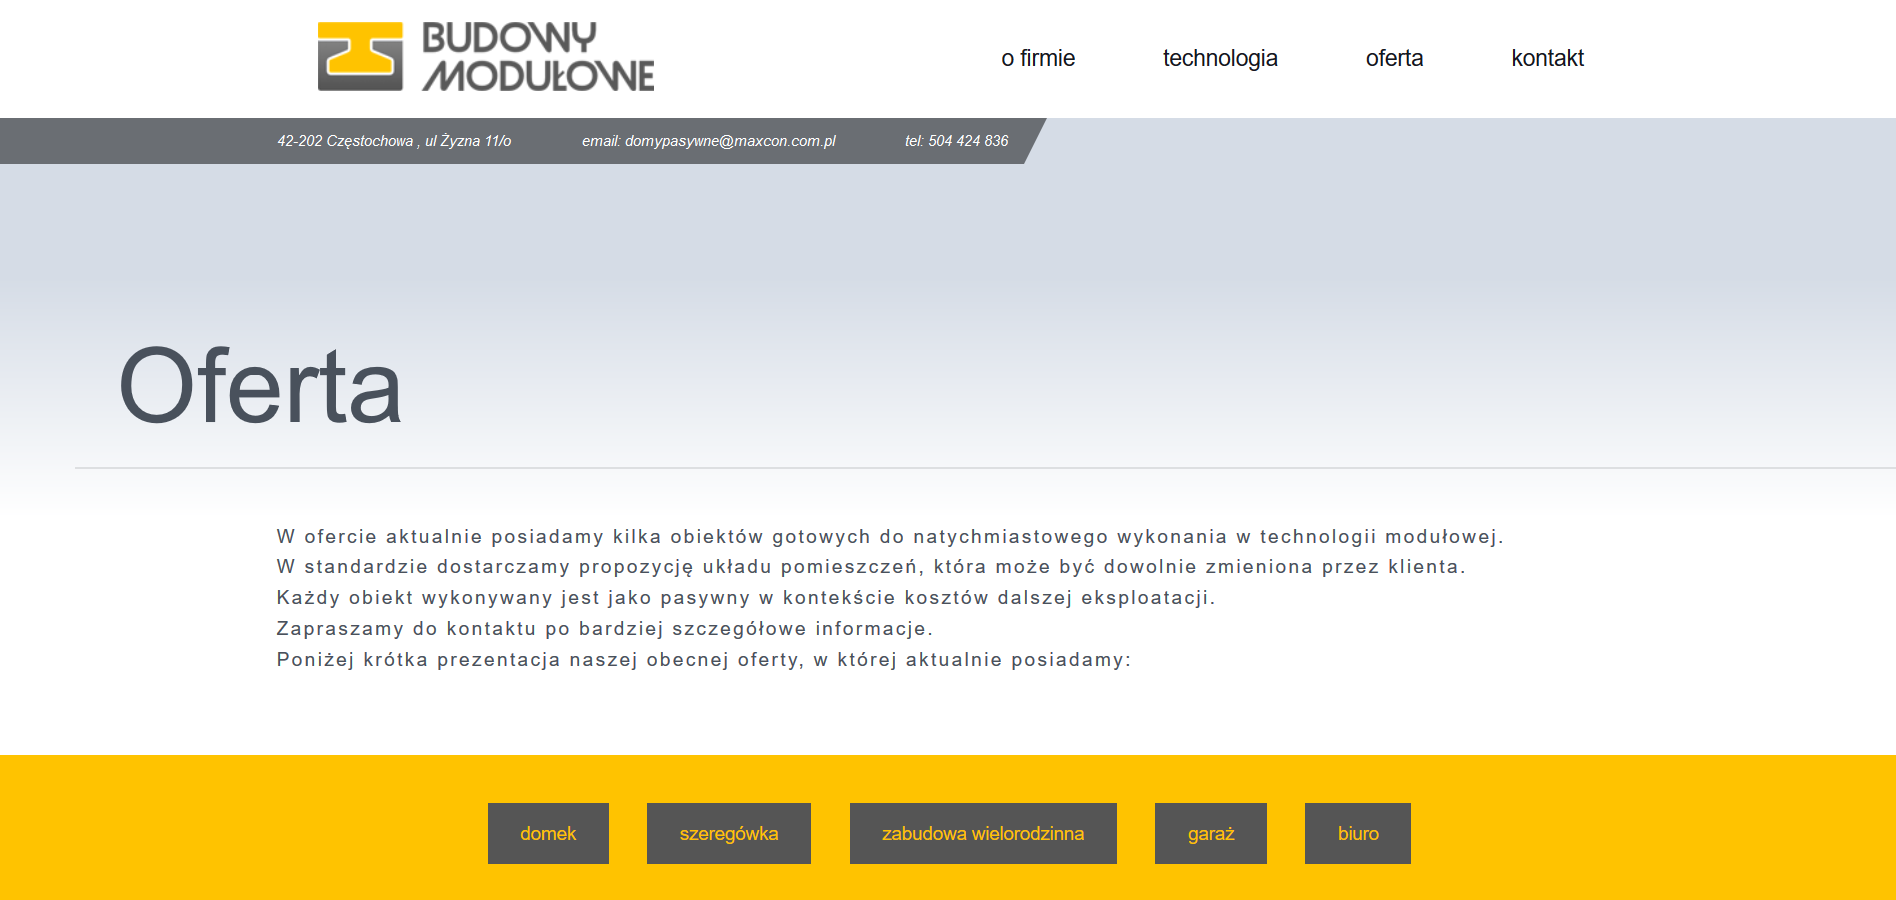 BUDOWY
MODUŁOWE
o firmie
technologia
oferta
kontakt
42-202 Częstochowa , ul Żyzna 11/o
email: domypasywne@maxcon.com.pl
tel: 504 424 836
Oferta
W ofercie aktualnie posiadamy kilka obiektów gotowych do natychmiastowego wykonania w technologii modułowej.
W standardzie dostarczamy propozycję układu pomieszczeń, która może być dowolnie zmieniona przez klienta.
Każdy obiekt wykonywany jest jako pasywny w kontekście kosztów dalszej eksploatacji.
Zapraszamy do kontaktu po bardziej szczegółowe informacje.
Poniżej krótka prezentacja naszej obecnej oferty, w której aktualnie posiadamy:
domek
szeregówka
zabudowa wielorodzinna
garaż
biuro